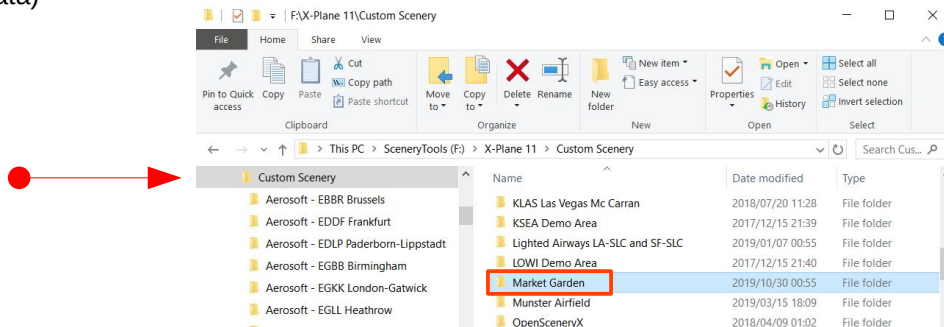 ata)
F:\X-Plane 11\Custom Scenery
File Home Share View
Pin to Quick access
Copy
Paste
Cut
Copy path
Paste shortcut
Clipboard
Move to
Copy to
Delete
Rename
Organize
New folder
New item
Easy access
New
Properties
Open
Edit
History
Open
Select all
Select none
Invert selection
Select
This PC > SceneryTools (F:) > X-Plane 11 > Custom Scenery
Search Cus...
Custom Scenery
Aerosoft - EBBR Brussels
Aerosoft - EDDF Frankfurt
Aerosoft - EDLP Paderborn-Lippstadt
Aerosoft - EGBB Birmingham
Aerosoft - EGKK London-Gatwick
Aerosoft - EGLL Heathrow
Name Date modified Type
KLAS Las Vegas Mc Carran 2018/07/20 11:28 File folder
KSEA Demo Area 2017/12/15 21:39 File folder
Lighted Airways LA-SLC and SF-SLC 2019/01/07 00:55 File folder
LOWI Demo Area 2017/12/15 21:40 File folder
Market Garden 2019/10/30 00:55 File folder
Munster Airfield 2019/03/15 18:09 File folder
OpenSceneryX 2018/04/09 01:02 File folder